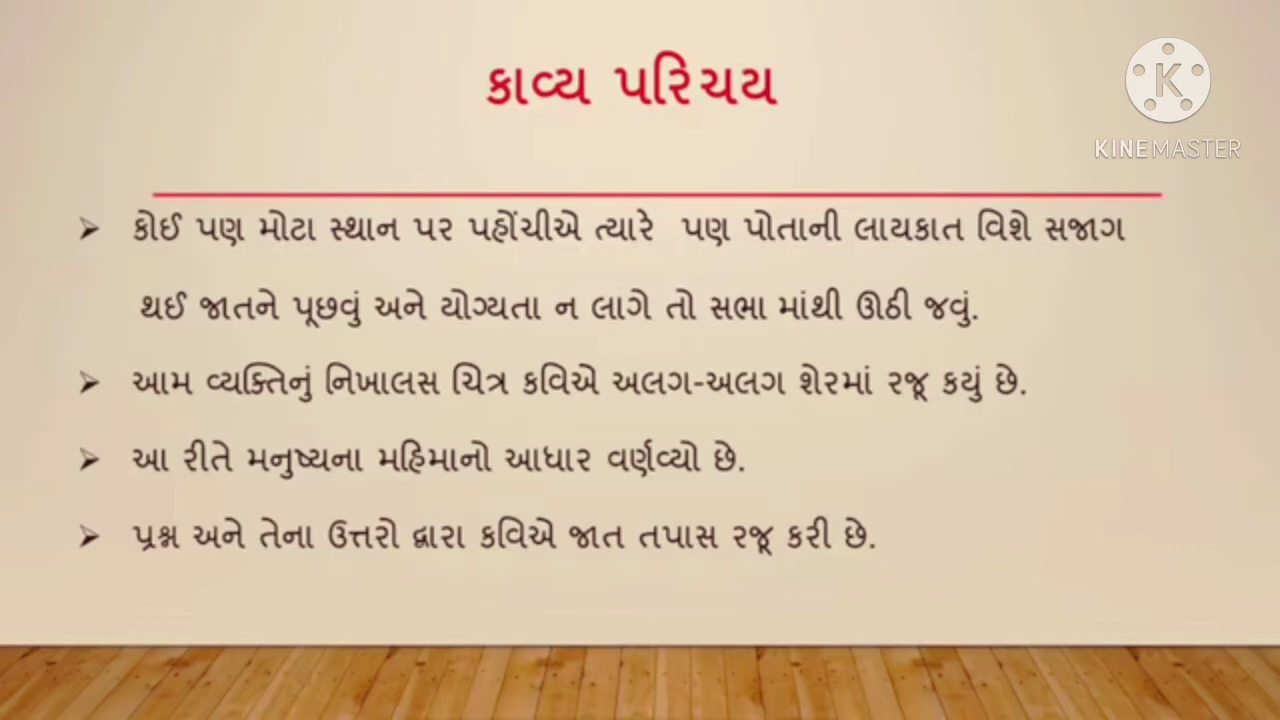 કાવ્ય પરિચય
K
KINEMASTER
➢ કોઈ પણ મોટા સ્થાન પર પહોંચીએ ત્યારે પણ પોતાની લાયકાત વિશે સજાગ
થઈ જાતને પૂછવું અને યોગ્યતા ન લાગે તો સભા માંથી ઊઠી જવું.
➢ આમ વ્યક્તિનું નિખાલસ ચિત્ર કવિએ અલગ-અલગ શેરમાં રજૂ કયું છે.
➢ આ રીતે મનુષ્યના મહિમાનો આધાર વર્ણવ્યો છે.
➢ પ્રશ્ન અને તેના ઉત્તરો દ્વારા કવિએ જાત તપાસ રજૂ કરી છે.